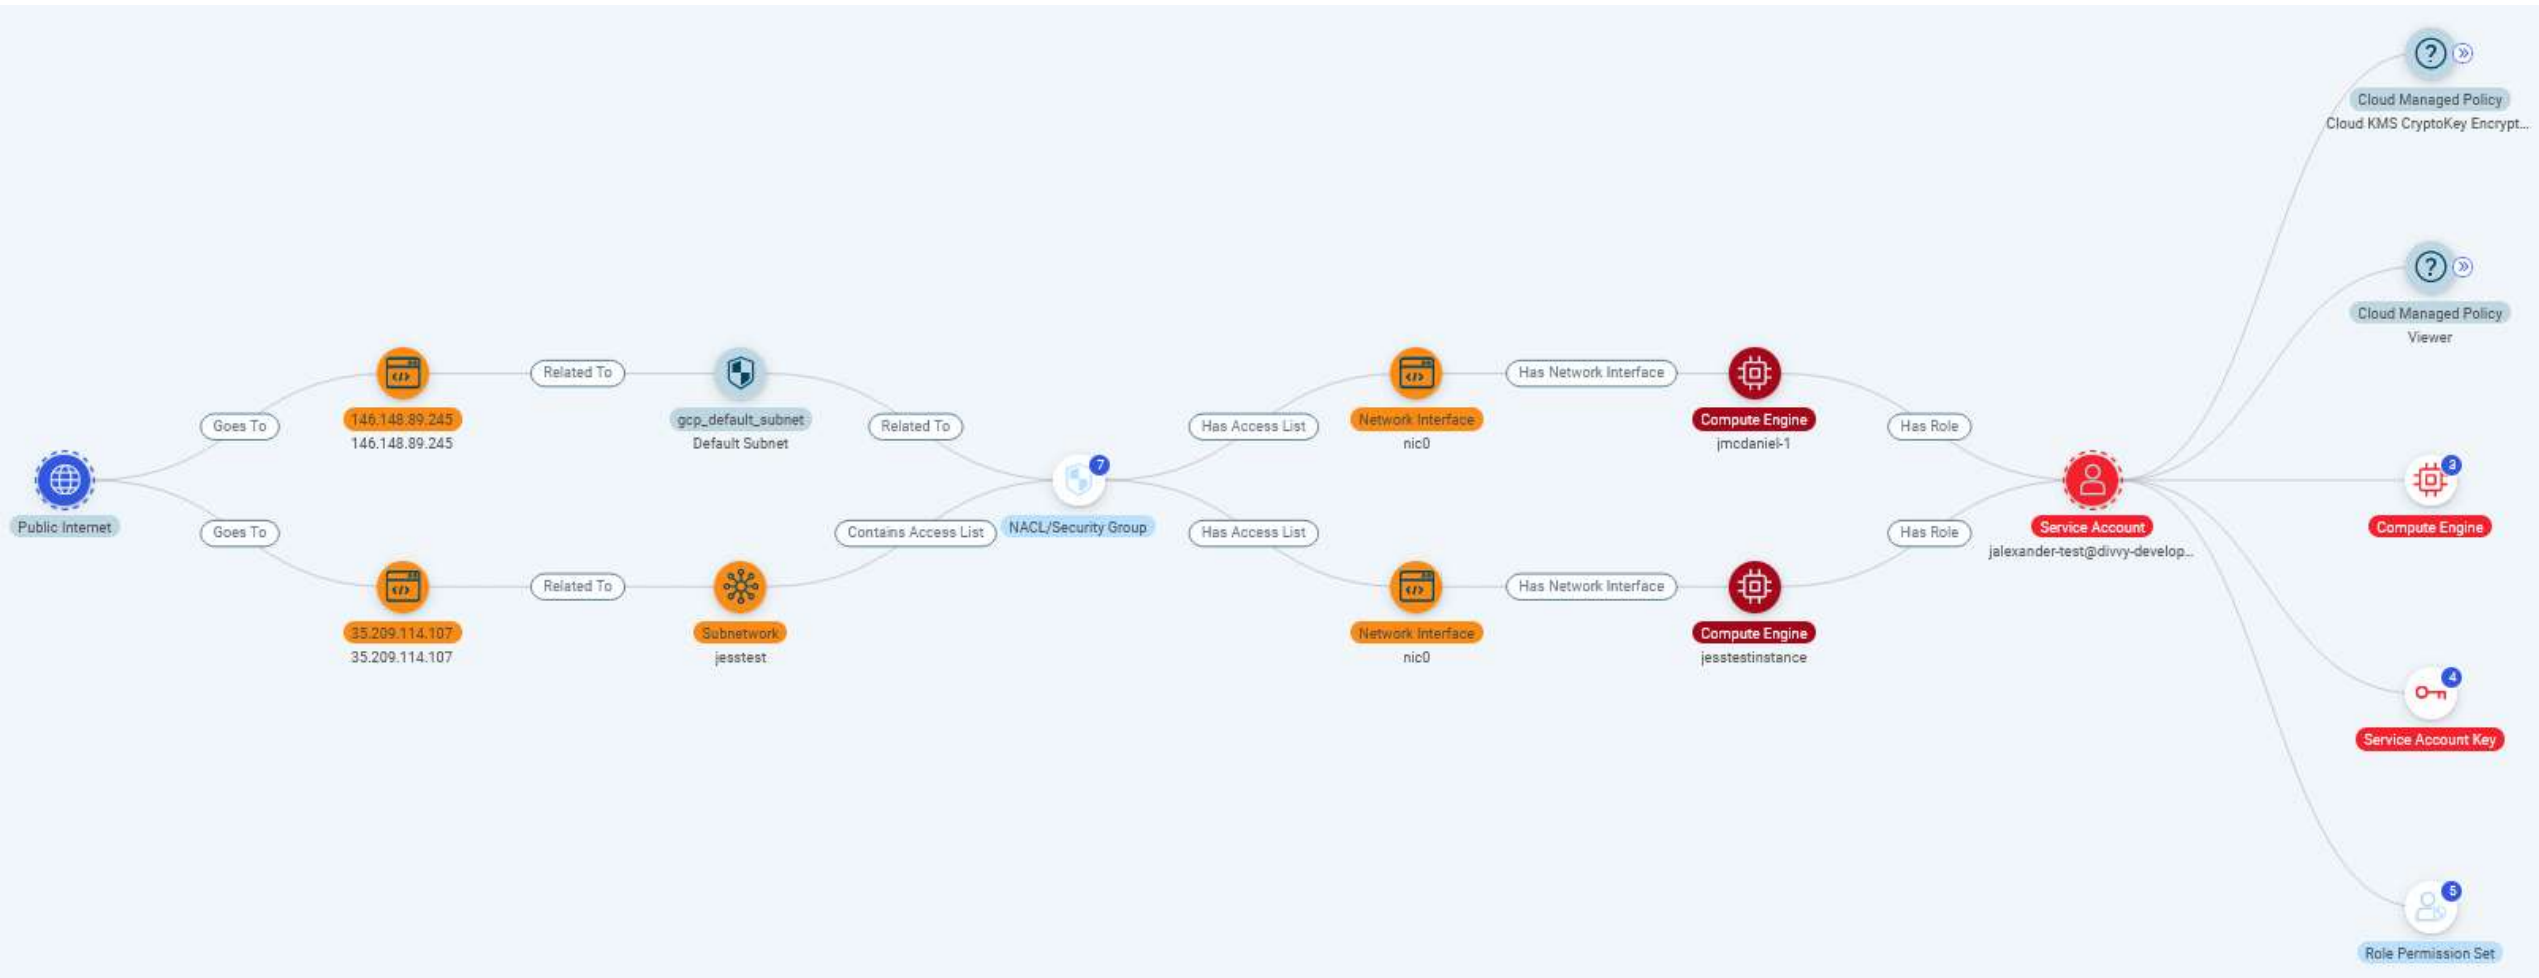 Cloud Managed Policy
Cloud KMS CryptoKey Encrypt...
Cloud Managed Policy
Viewer
146.148.89.245
146.148.89.245
Related To
gcp_default_subnet
Default Subnet
Has Network Interface
Network Interface
nic0
Compute Engine
jmcdaniel-1
Goes To
Related To
Has Access List
Has Role
7
3
Public Internet
Goes To
Contains Access List
NACL/Security Group
Has Access List
Has Role
Service Account
jalexander-test@divvy-develop...
Compute Engine
Related To
Has Network Interface
35.209.114.107
35.209.114.107
Subnetwork
jesstest
Network Interface
nic0
Compute Engine
jesstestinstance
4
Service Account Key
5
Role Permission Set